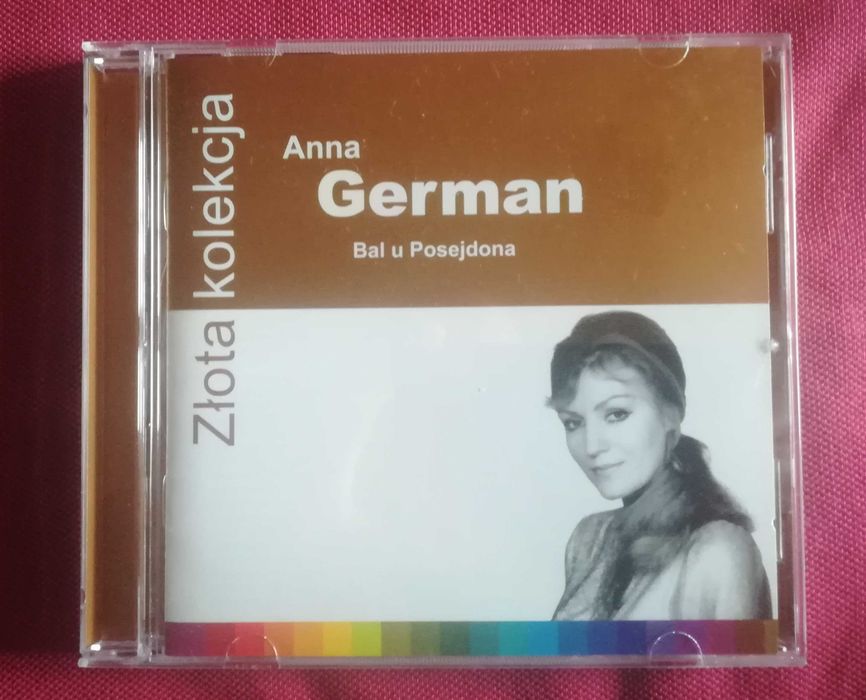 Złota kolekcja
Anna
German
Bal u Posejdona